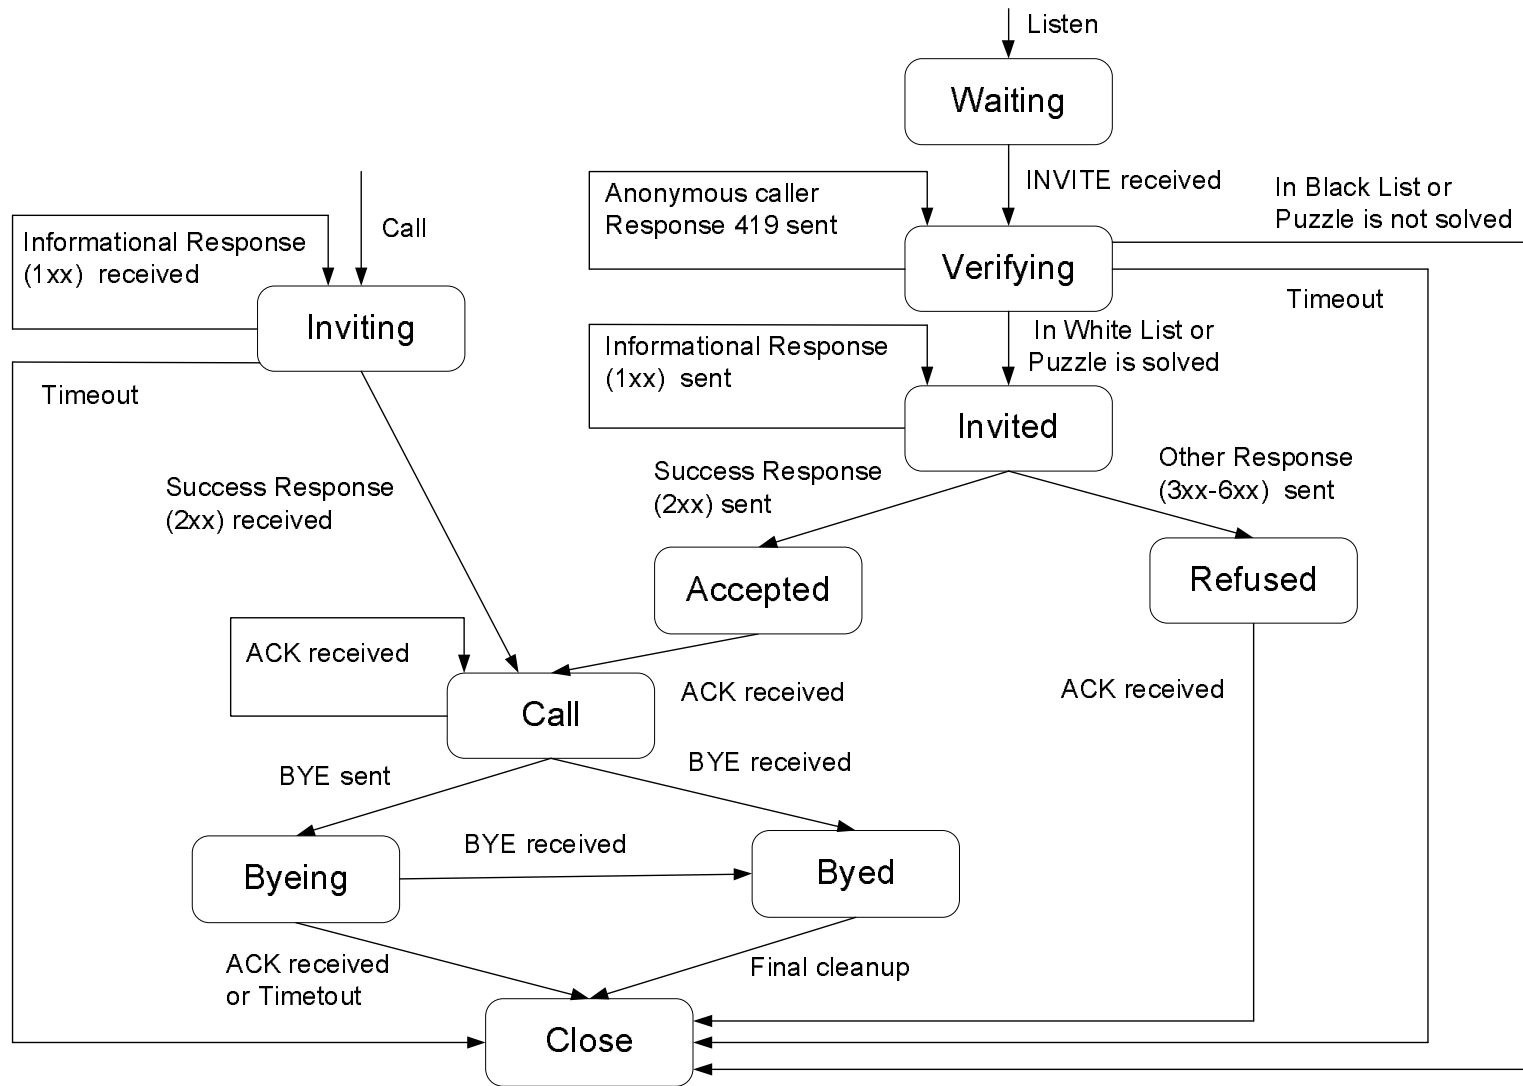 Listen
Waiting
INVITE received
In Black List or
Puzzle is not solved
Anonymous caller
Response 419 sent
Call
Informational Response
(1xx) received
Verifying
Timeout
Inviting
In White List or
Puzzle is solved
Informational Response
(1xx) sent
Timeout
Invited
Success Response
(2xx) sent
Other Response
(3xx-6xx) sent
Success Response
(2xx) received
Accepted
Refused
ACK received
ACK received
ACK received
Call
BYE sent
BYE received
BYE received
Byeing
Byed
ACK received
or Timetout
Final cleanup
Close